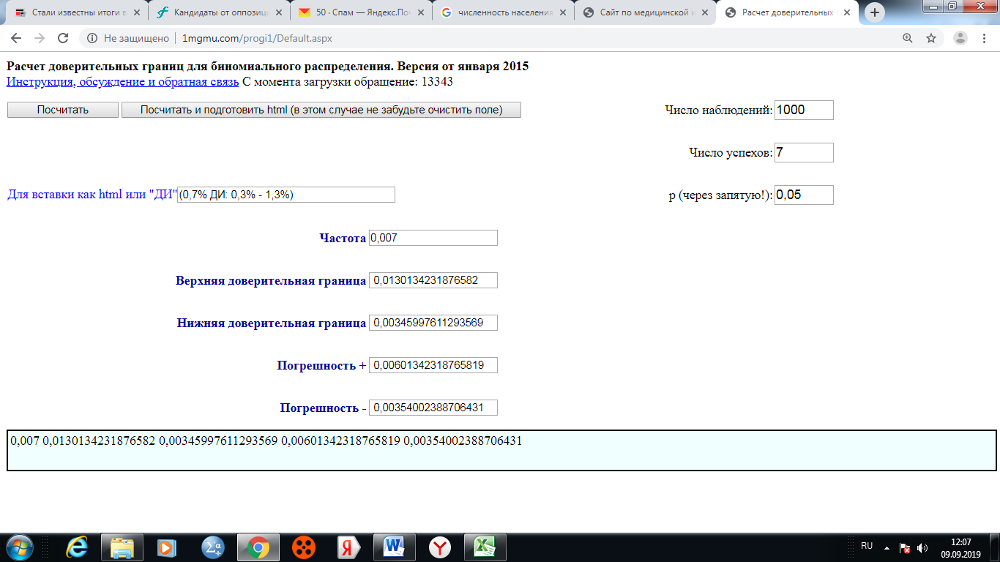 Стали известны итоги в
Кандидаты от оппозици
50 · Спам — Яндекс.Поч
численность населения
Сайт по медицинской и
Расчет доверительных
Не защищено | 1mgmu.com/progi1/Default.aspx
Расчет доверительных границ для биномиального распределения. Версия от января 2015
Инструкция, обсуждение и обратная связь С момента загрузки обращение: 13343
Посчитать Посчитать и подготовить html (в этом случае не забудьте очистить поле) Число наблюдений: 1000
Число успехов: 7
Для вставки как html или "ДИ" (0,7% ДИ: 0,3% - 1,3%) p (через запятую!): 0,05
Частота 0,007
Верхняя доверительная граница 0,0130134231876582
Нижняя доверительная граница 0,00345997611293569
Погрешность + 0,00601342318765819
Погрешность - 0,00354002388706431
0,007 0,0130134231876582 0,00345997611293569 0,00601342318765819 0,00354002388706431
RU 12:07
09.09.2019